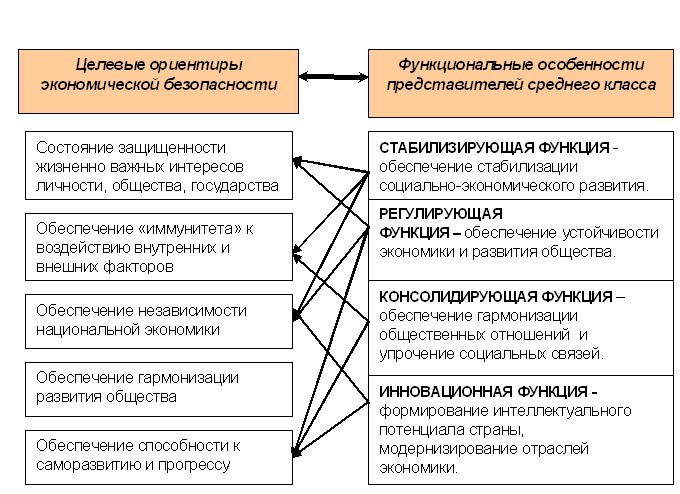 Целевые ориентиры
экономической безопасности
Функциональные особенности
представителей среднего класса
Состояние защищенности
жизненно важных интересов
личности, общества, государства
Обеспечение «иммунитета» к
воздействию внутренних и
внешних факторов
Обеспечение независимости
национальной экономики
Обеспечение гармонизации
развития общества
Обеспечение способности к
саморазвитию и прогрессу
СТАБИЛИЗИРУЮЩАЯ ФУНКЦИЯ -
обеспечение стабилизации
социально-экономического развития.
РЕГУЛИРУЮЩАЯ
ФУНКЦИЯ – обеспечение устойчивости
экономики и развития общества.
КОНСОЛИДИРУЮЩАЯ ФУНКЦИЯ –
обеспечение гармонизации
общественных отношений и
упрочение социальных связей.
ИННОВАЦИОННАЯ ФУНКЦИЯ -
формирование интеллектуального
потенциала страны,
модернизирование отраслей
экономики.